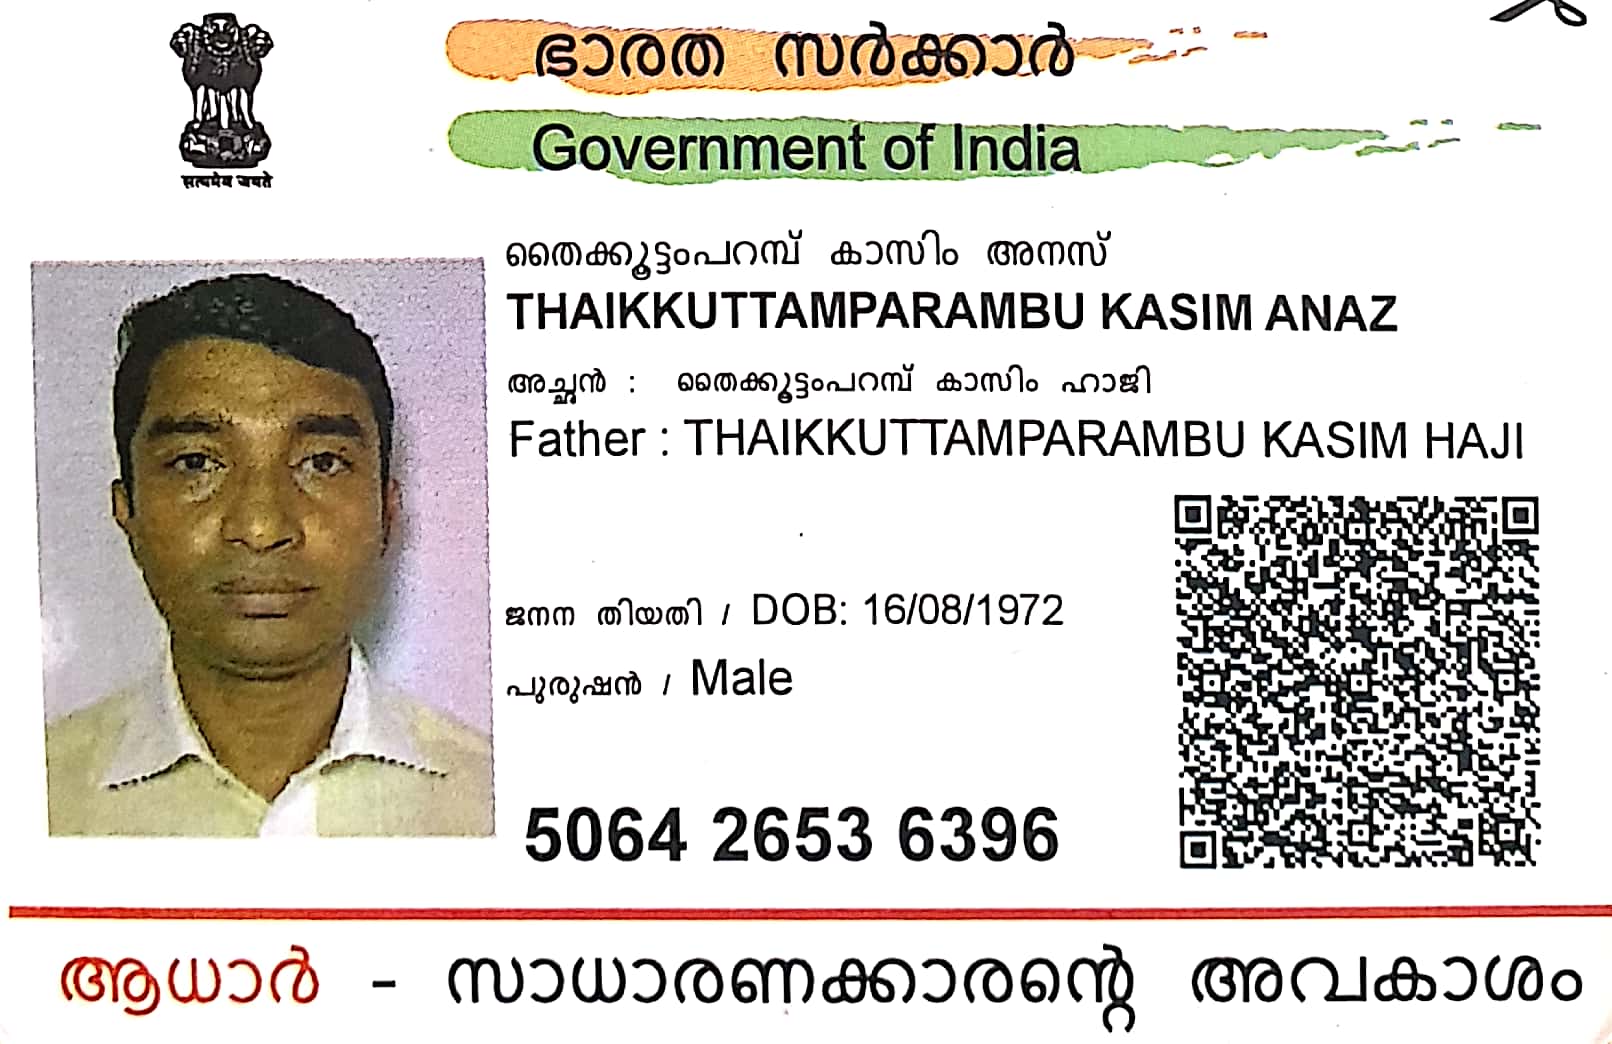 भारत സർക്കാർ
Government of India
सत्यमेव जयते
തൈക്കൂട്ടംപറമ്പ് കാസിം അനസ്
THAIKKUTTAMPARAMBU KASIM ANAZ
അച്ഛൻ : തൈക്കൂട്ടംപറമ്പ് കാസിം ഹാജി
Father : THAIKKUTTAMPARAMBU KASIM HAJI
ജനന തിയതി / DOB: 16/08/1972
പുരുഷൻ / Male
5064 2653 6396
ആധാർ - സാധാരണക്കാരന്റെ അവകാശം